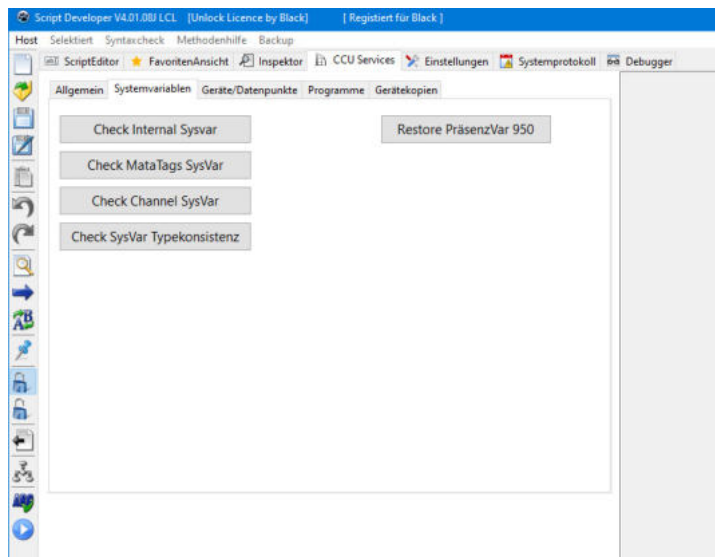 Script Developer V4.01.08J LCL [Unlock Licence by Black] [ Registiert für Black ]
Host Selektiert Syntaxcheck Methodenhilfe Backup
ScriptEditor FavoritenAnsicht Inspektor CCU Services Einstellungen Systemprotokoll Debugger
Allgemein Systemvariablen Geräte/Datenpunkte Programme Gerätekopien
Check Internal Sysvar Restore PräsenzVar 950
Check MataTags SysVar
Check Channel SysVar
Check SysVar Typekonsistenz